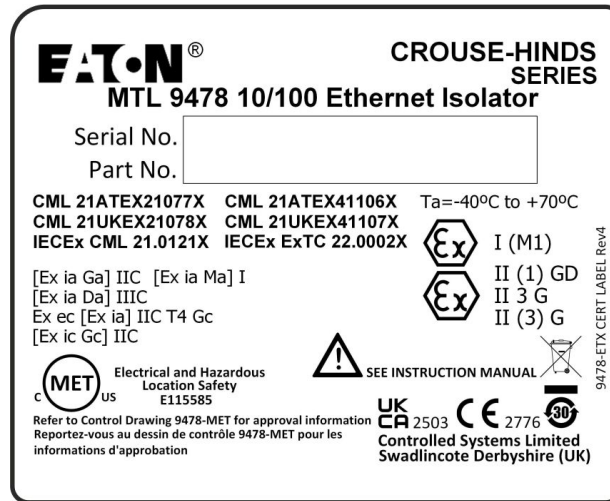 EATON®
CROUSE-HINDS
SERIES
MTL 9478 10/100 Ethernet Isolator
Serial No.
Part No.
CML 21ATEX21077X CML 21ATEX41106X Ta=-40ºC to +70ºC
CML 21UKEX21078X CML 21UKEX41107X
IECEx CML 21.0121X IECEx ExTC 22.0002X
Ex I (M1)
[Ex ia Ga] IIC [Ex ia Ma] I
[Ex ia Da] IIIC
Ex ec [Ex ia] IIC T4 Gc
[Ex ic Gc] IIC
Ex II (1) GD
II 3 G
II (3) G
9478-ETX CERT LABEL Rev4
C MET US
Electrical and Hazardous
Location Safety
E115585
SEE INSTRUCTION MANUAL
Refer to Control Drawing 9478-MET for approval information
Reportez-vous au dessin de contrôle 9478-MET pour les
informations d'approbation
UK
CA 2503 CE 2776 30
Controlled Systems Limited
Swadlincote Derbyshire (UK)